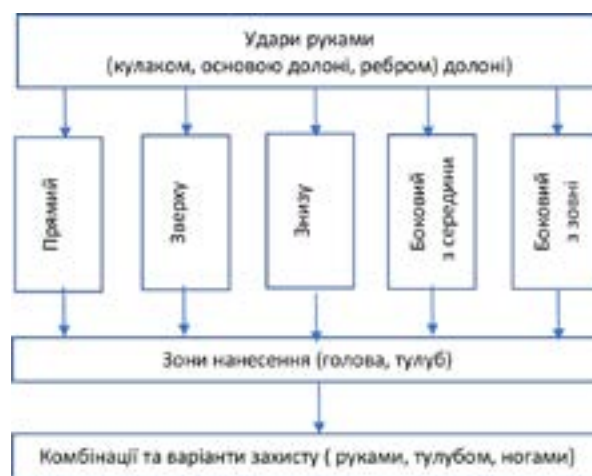 Удари руками
(кулаком, основою долоні, ребром) долоні)
Прямий
Зверху
Знизу
Боковий
з середини
Боковий
з зовні
Зони нанесення (голова, тулуб)
Комбінації та варіанти захисту ( руками, тулубом, ногами)